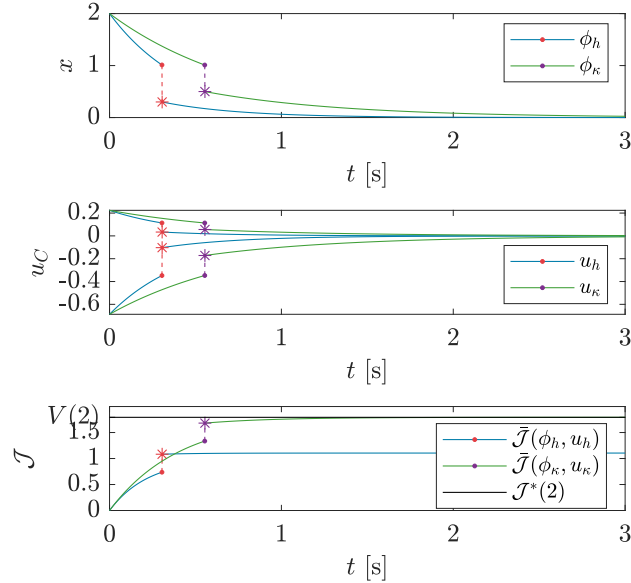 2
1
0
x
ϕ_h
ϕ_κ
0 1 2 3
t [s]
0.2
0
-0.2
-0.4
-0.6
u_C
u_h
u_κ
0 1 2 3
t [s]
V(2)
1.5
1
0.5
0
𝒥
𝒥̄(ϕ_h, u_h)
𝒥̄(ϕ_κ, u_κ)
𝒥*(2)
0 1 2 3
t [s]